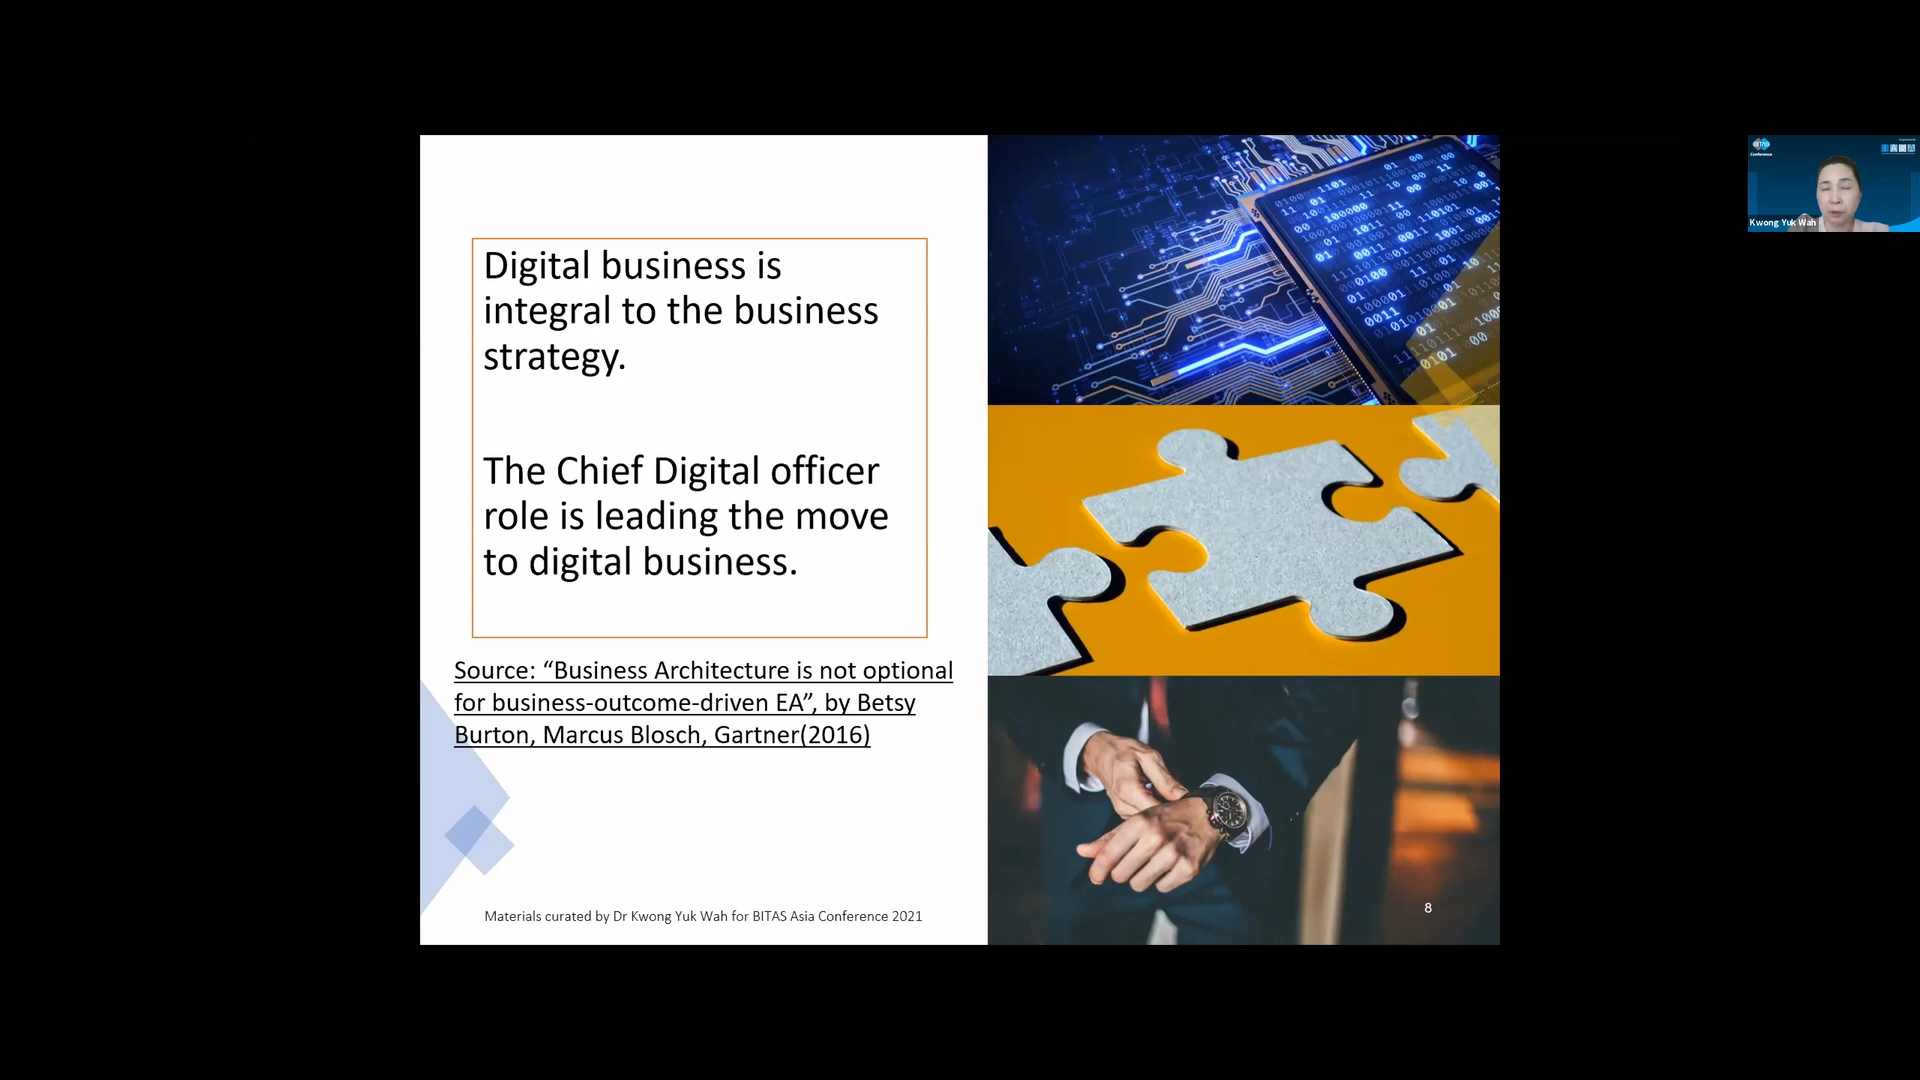 Digital business is
integral to the business
strategy.
The Chief Digital officer
role is leading the move
to digital business.
Source: “Business Architecture is not optional
for business-outcome-driven EA”, by Betsy
Burton, Marcus Blosch, Gartner(2016)
Materials curated by Dr Kwong Yuk Wah for BITAS Asia Conference 2021
8
BITAS
Conference
Kwong Yuk Wah